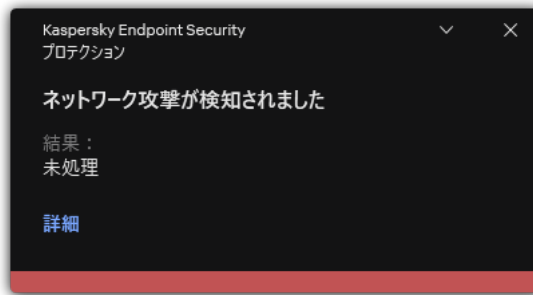 Kaspersky Endpoint Security
プロテクション
ネットワーク攻撃が検知されました
結果：
未処理
詳細